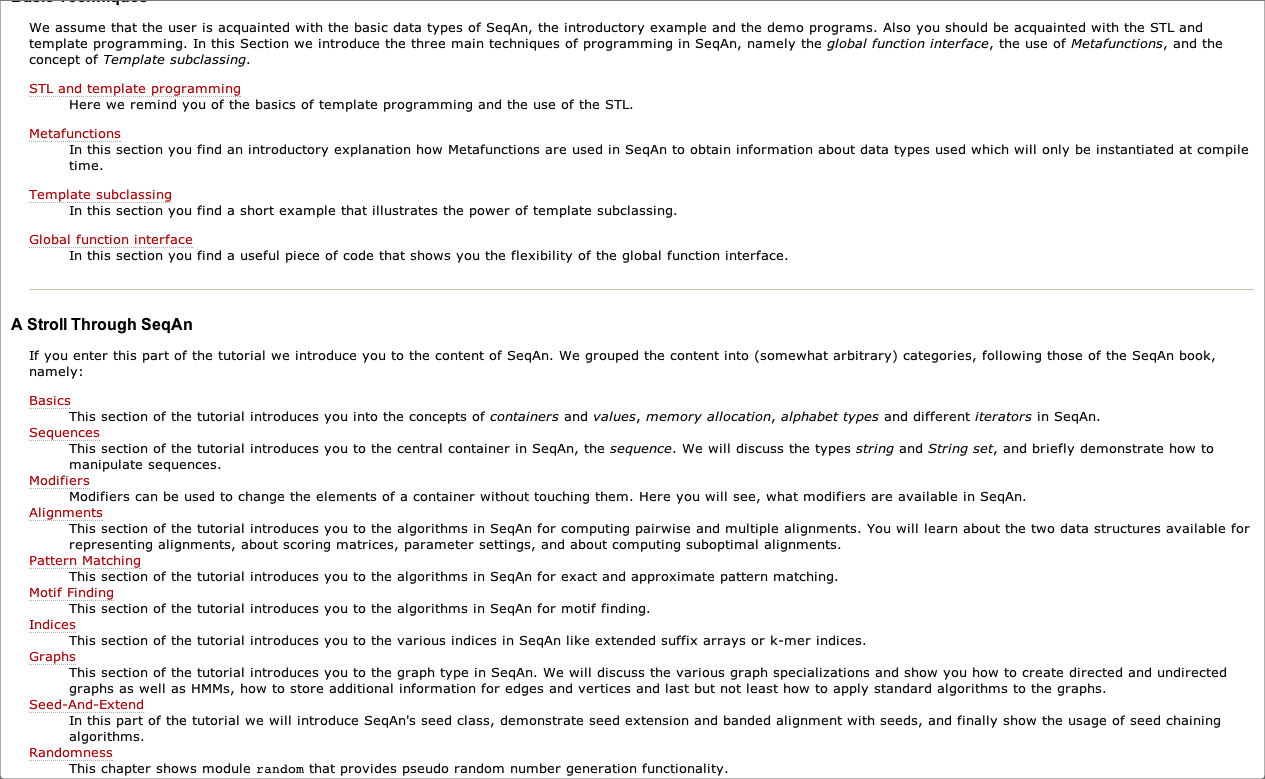 Basic Techniques
We assume that the user is acquainted with the basic data types of SeqAn, the introductory example and the demo programs. Also you should be acquainted with the STL and
template programming. In this Section we introduce the three main techniques of programming in SeqAn, namely the global function interface, the use of Metafunctions, and the
concept of Template subclassing.
STL and template programming
Here we remind you of the basics of template programming and the use of the STL.
Metafunctions
In this section you find an introductory explanation how Metafunctions are used in SeqAn to obtain information about data types used which will only be instantiated at compile
time.
Template subclassing
In this section you find a short example that illustrates the power of template subclassing.
Global function interface
In this section you find a useful piece of code that shows you the flexibility of the global function interface.
A Stroll Through SeqAn
If you enter this part of the tutorial we introduce you to the content of SeqAn. We grouped the content into (somewhat arbitrary) categories, following those of the SeqAn book,
namely:
Basics
This section of the tutorial introduces you into the concepts of containers and values, memory allocation, alphabet types and different iterators in SeqAn.
Sequences
This section of the tutorial introduces you to the central container in SeqAn, the sequence. We will discuss the types string and String set, and briefly demonstrate how to
manipulate sequences.
Modifiers
Modifiers can be used to change the elements of a container without touching them. Here you will see, what modifiers are available in SeqAn.
Alignments
This section of the tutorial introduces you to the algorithms in SeqAn for computing pairwise and multiple alignments. You will learn about the two data structures available for
representing alignments, about scoring matrices, parameter settings, and about computing suboptimal alignments.
Pattern Matching
This section of the tutorial introduces you to the algorithms in SeqAn for exact and approximate pattern matching.
Motif Finding
This section of the tutorial introduces you to the algorithms in SeqAn for motif finding.
Indices
This section of the tutorial introduces you to the various indices in SeqAn like extended suffix arrays or k-mer indices.
Graphs
This section of the tutorial introduces you to the graph type in SeqAn. We will discuss the various graph specializations and show you how to create directed and undirected
graphs as well as HMMs, how to store additional information for edges and vertices and last but not least how to apply standard algorithms to the graphs.
Seed-And-Extend
In this part of the tutorial we will introduce SeqAn's seed class, demonstrate seed extension and banded alignment with seeds, and finally show the usage of seed chaining
algorithms.
Randomness
This chapter shows module random that provides pseudo random number generation functionality.